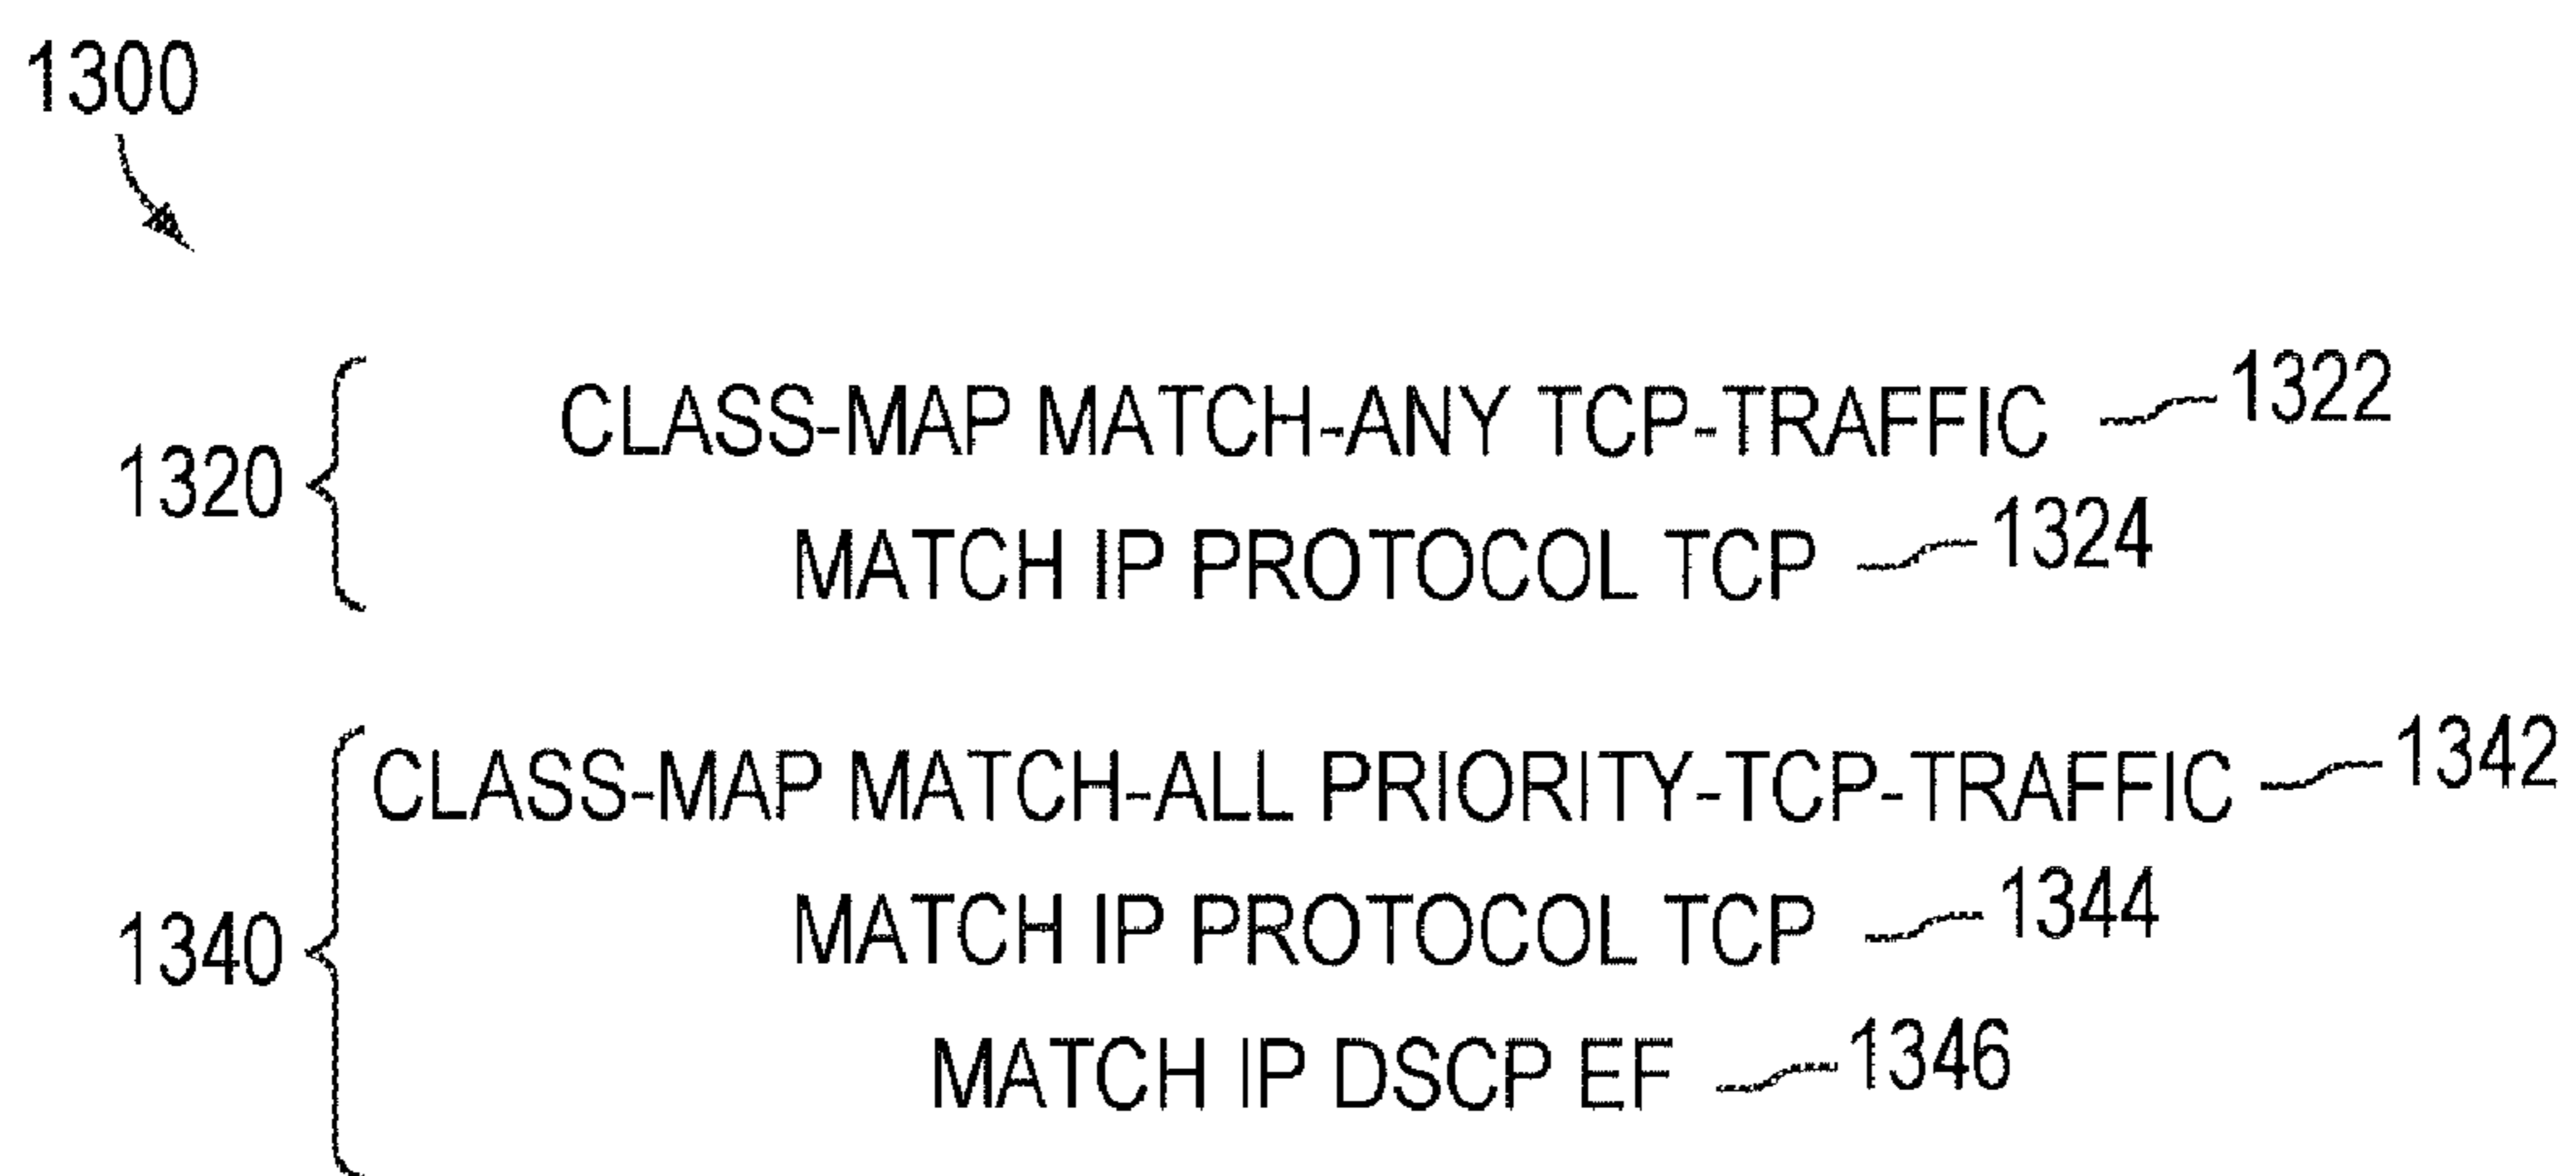 1300
CLASS-MAP MATCH-ANY TCP-TRAFFIC 1322
1320
MATCH IP PROTOCOL TCP 1324
CLASS-MAP MATCH-ALL PRIORITY-TCP-TRAFFIC 1342
1340
MATCH IP PROTOCOL TCP 1344
MATCH IP DSCP EF 1346